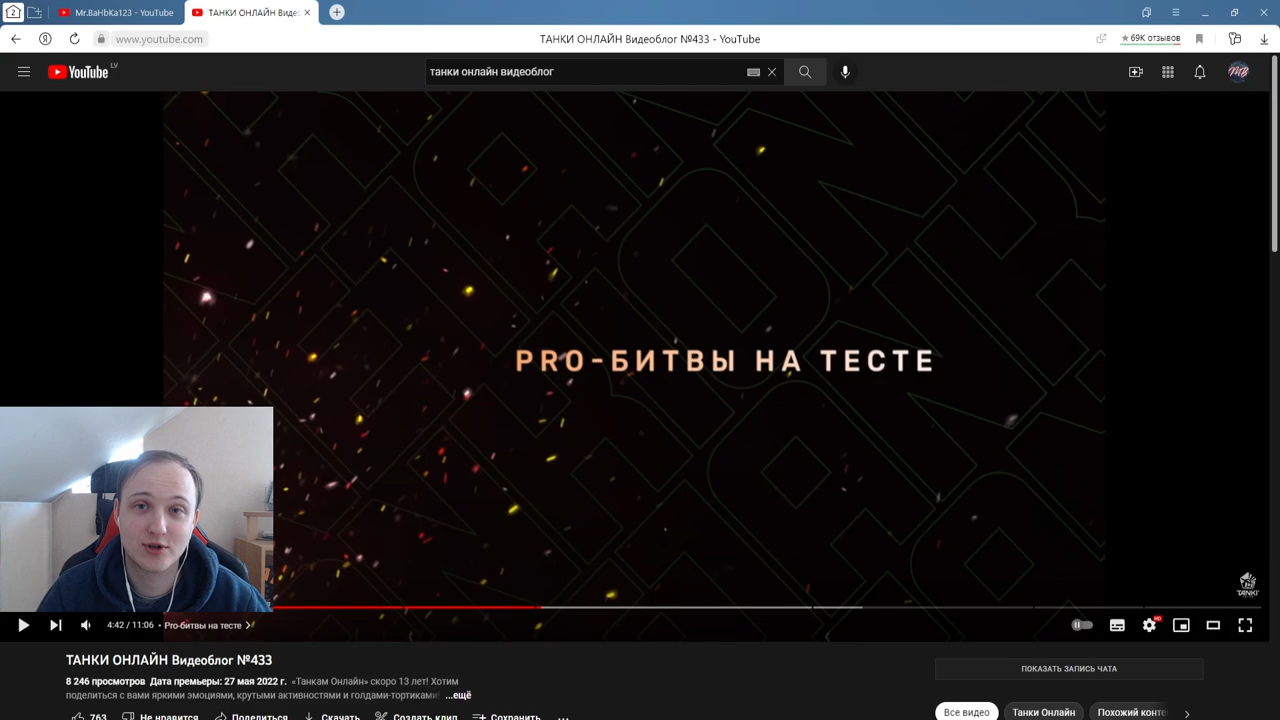 2
Mr.BaHbKa123 - YouTube
ТАНКИ ОНЛАЙН Видео
www.youtube.com
ТАНКИ ОНЛАЙН Видеоблог №433 - YouTube
69K отзывов
YouTube LV
танки онлайн видеоблог
PRO-БИТВЫ НА ТЕСТЕ
TANKI
4:42 / 11:06 • Pro-битвы на тесте
HD
ТАНКИ ОНЛАЙН Видеоблог №433
8 246 просмотров Дата премьеры: 27 мая 2022 г. «Танкам Онлайн» скоро 13 лет! Хотим
поделиться с вами яркими эмоциями, крутыми активностями и голдами-тортиками! ...ещё
ПОКАЗАТЬ ЗАПИСЬ ЧАТА
763 Не нравится Поделиться Скачать Создать клип Сохранить ...
Все видео Танки Онлайн Похожий конте